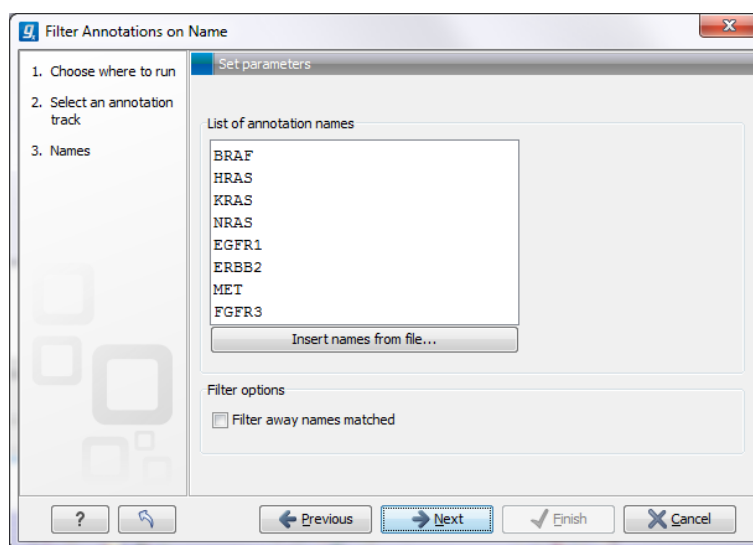 Filter Annotations on Name
1. Choose where to run
2. Select an annotation
track
3. Names
Set parameters
List of annotation names
BRAF
HRAS
KRAS
NRAS
EGFR1
ERBB2
MET
FGFR3
Insert names from file...
Filter options
Filter away names matched
?
Previous
Next
Finish
Cancel